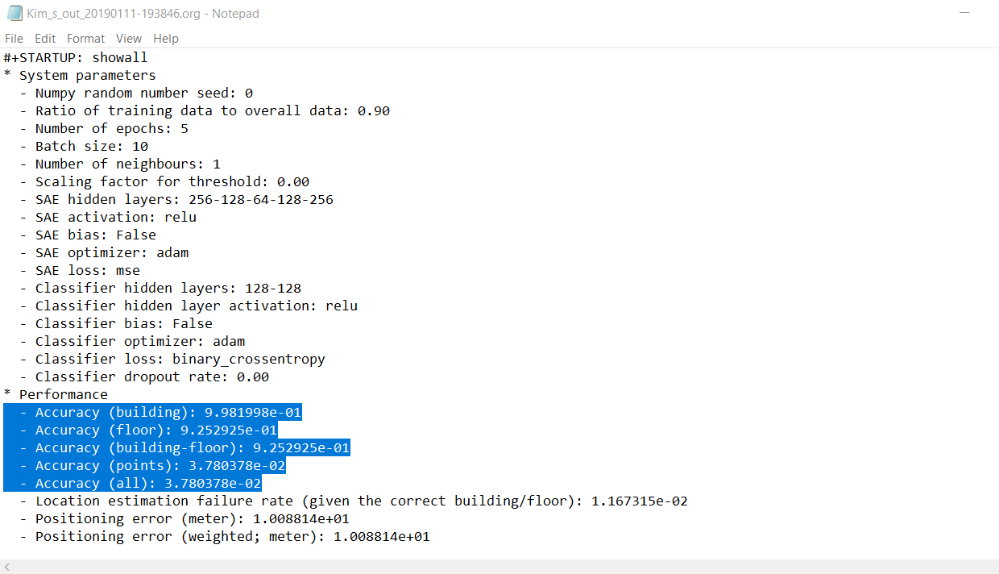 Kim_s_out_20190111-193846.org - Notepad
File Edit Format View Help
#+STARTUP: showall
* System parameters
  - Numpy random number seed: 0
  - Ratio of training data to overall data: 0.90
  - Number of epochs: 5
  - Batch size: 10
  - Number of neighbours: 1
  - Scaling factor for threshold: 0.00
  - SAE hidden layers: 256-128-64-128-256
  - SAE activation: relu
  - SAE bias: False
  - SAE optimizer: adam
  - SAE loss: mse
  - Classifier hidden layers: 128-128
  - Classifier hidden layer activation: relu
  - Classifier bias: False
  - Classifier optimizer: adam
  - Classifier loss: binary_crossentropy
  - Classifier dropout rate: 0.00
* Performance
  - Accuracy (building): 9.981998e-01
  - Accuracy (floor): 9.252925e-01
  - Accuracy (building-floor): 9.252925e-01
  - Accuracy (points): 3.780378e-02
  - Accuracy (all): 3.780378e-02
  - Location estimation failure rate (given the correct building/floor): 1.167315e-02
  - Positioning error (meter): 1.008814e+01
  - Positioning error (weighted; meter): 1.008814e+01